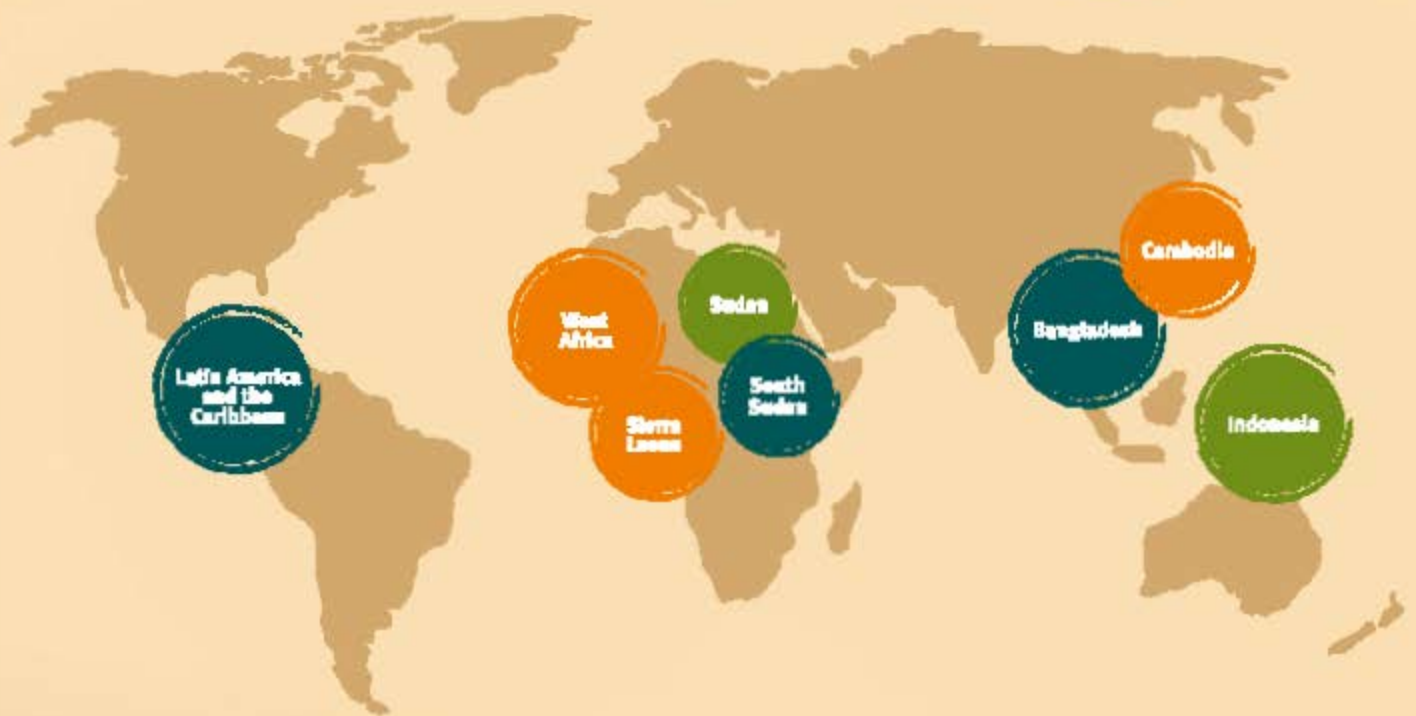 Latin America
and the
Caribbean
West
Africa
Sierra
Leone
Sudan
South
Sudan
Bangladesh
Cambodia
Indonesia